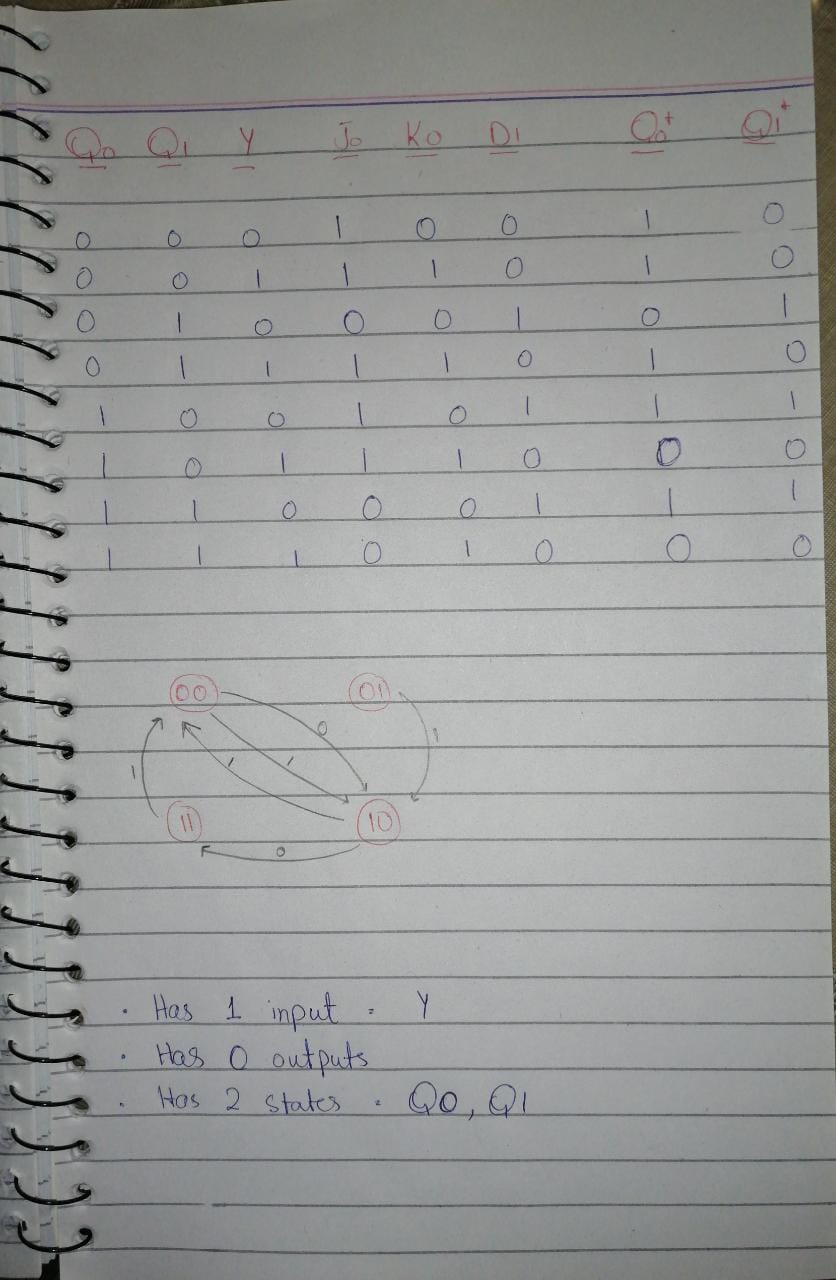 Q0 Q1 Y J0 K0 D1 Q0+ Q1+
0 0 0 1 0 0 1 0
0 0 1 1 1 0 1 0
0 1 0 0 0 1 0 1
0 1 1 1 1 0 1 0
1 0 0 1 0 1 1 1
1 0 1 1 1 0 0 0
1 1 0 0 0 1 1 1
1 1 1 0 1 0 0 0
00 01
0 1
1 1 1
11 10
0
. Has 1 input = Y
. Has 0 outputs
. Has 2 states = Q0, Q1